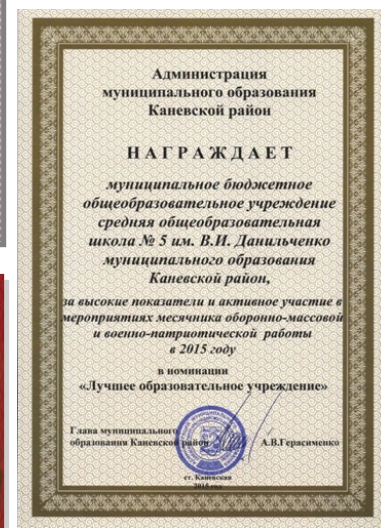 Администрация
муниципального образования
Каневской район
НАГРАЖДАЕТ
муниципальное бюджетное
общеобразовательное учреждение
средняя общеобразовательная
школа № 5 им. В.И. Данильченко
муниципального образования
Каневской район,
за высокие показатели и активное участие в
мероприятиях месячника оборонно-массовой
и военно-патриотической работы
в 2015 году
в номинации
«Лучшее образовательное учреждение»
Глава муниципального
образования Каневской район А.В.Герасименко
ст. Каневская
2015 год